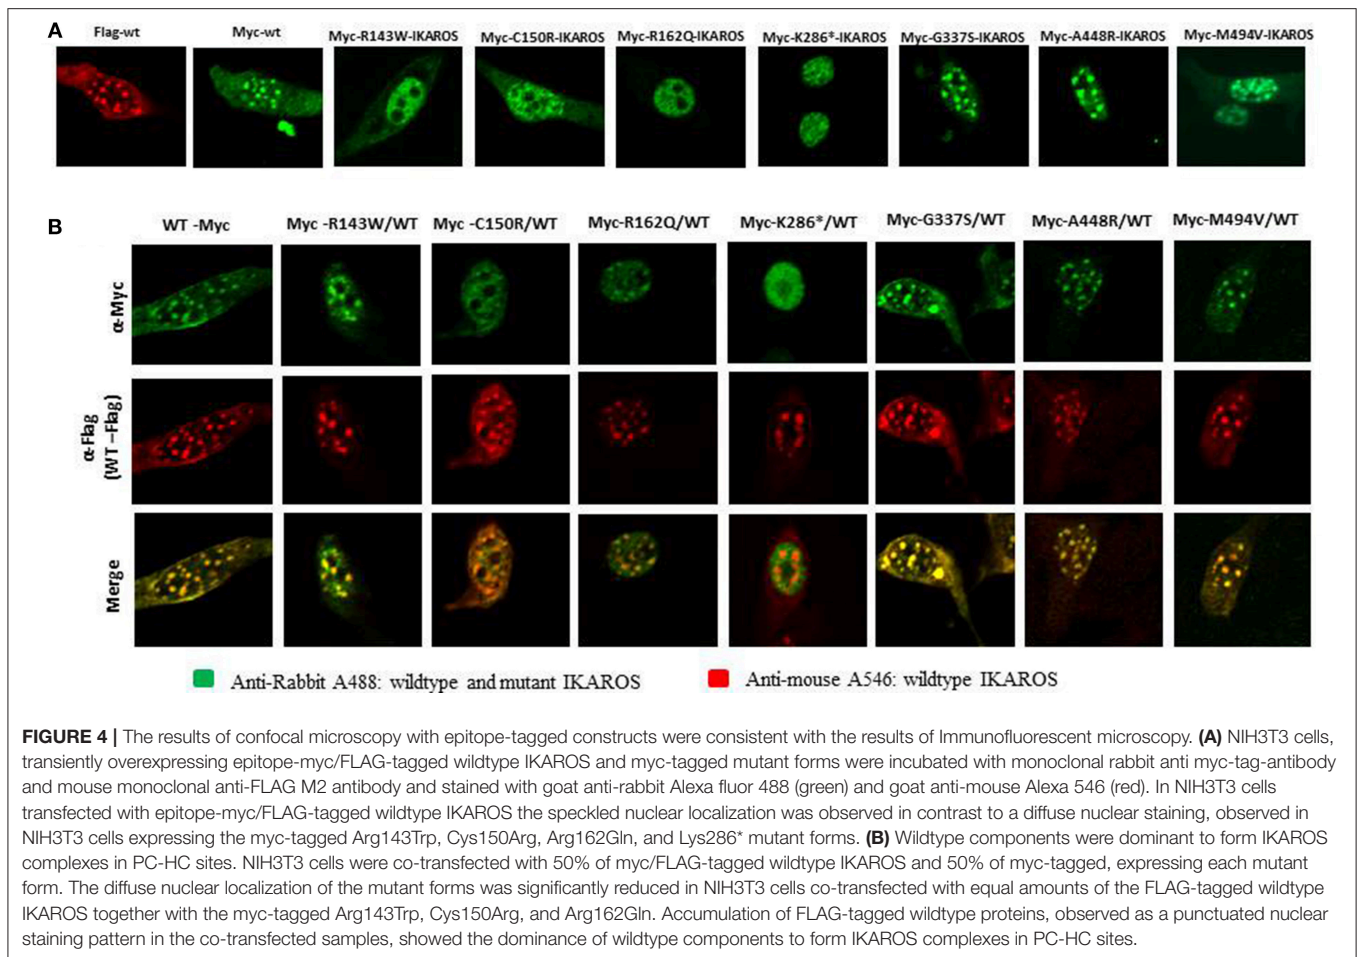 A
Flag-wt Myc-wt Myc-R143W-IKAROS Myc-C150R-IKAROS Myc-R162Q-IKAROS Myc-K286*-IKAROS Myc-G337S-IKAROS Myc-A448R-IKAROS Myc-M494V-IKAROS
B
WT -Myc Myc -R143W/WT Myc -C150R/WT Myc-R162Q/WT Myc-K286*/WT Myc-G337S/WT Myc-A448R/WT Myc-M494V/WT
α-Myc
α-Flag
(WT –Flag)
Merge
Anti-Rabbit A488: wildtype and mutant IKAROS Anti-mouse A546: wildtype IKAROS
FIGURE 4 | The results of confocal microscopy with epitope-tagged constructs were consistent with the results of Immunofluorescent microscopy. (A) NIH3T3 cells,
transiently overexpressing epitope-myc/FLAG-tagged wildtype IKAROS and myc-tagged mutant forms were incubated with monoclonal rabbit anti myc-tag-antibody
and mouse monoclonal anti-FLAG M2 antibody and stained with goat anti-rabbit Alexa fluor 488 (green) and goat anti-mouse Alexa 546 (red). In NIH3T3 cells
transfected with epitope-myc/FLAG-tagged wildtype IKAROS the speckled nuclear localization was observed in contrast to a diffuse nuclear staining, observed in
NIH3T3 cells expressing the myc-tagged Arg143Trp, Cys150Arg, Arg162Gln, and Lys286* mutant forms. (B) Wildtype components were dominant to form IKAROS
complexes in PC-HC sites. NIH3T3 cells were co-transfected with 50% of myc/FLAG-tagged wildtype IKAROS and 50% of myc-tagged, expressing each mutant
form. The diffuse nuclear localization of the mutant forms was significantly reduced in NIH3T3 cells co-transfected with equal amounts of the FLAG-tagged wildtype
IKAROS together with the myc-tagged Arg143Trp, Cys150Arg, and Arg162Gln. Accumulation of FLAG-tagged wildtype proteins, observed as a punctuated nuclear
staining pattern in the co-transfected samples, showed the dominance of wildtype components to form IKAROS complexes in PC-HC sites.